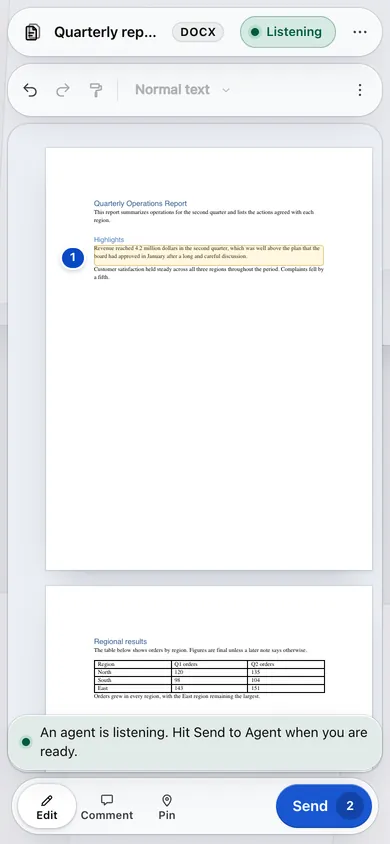 Quarterly rep...
DOCX
Listening
Normal text
Quarterly Operations Report
This report summarizes operations for the second quarter and lists the actions agreed with each
region.
Highlights
1
Revenue reached 4.2 million dollars in the second quarter, which was well above the plan that the
board had approved in January after a long and careful discussion.
Customer satisfaction held steady across all three regions throughout the period. Complaints fell by
a fifth.
Regional results
The table below shows orders by region. Figures are final unless a later note says otherwise.
Region Q1 orders Q2 orders
North 120 135
South 98 104
East 143 151
Orders grew in every region, with the East region remaining the largest.
An agent is listening. Hit Send to Agent when you are
ready.
Edit Comment Pin Send 2